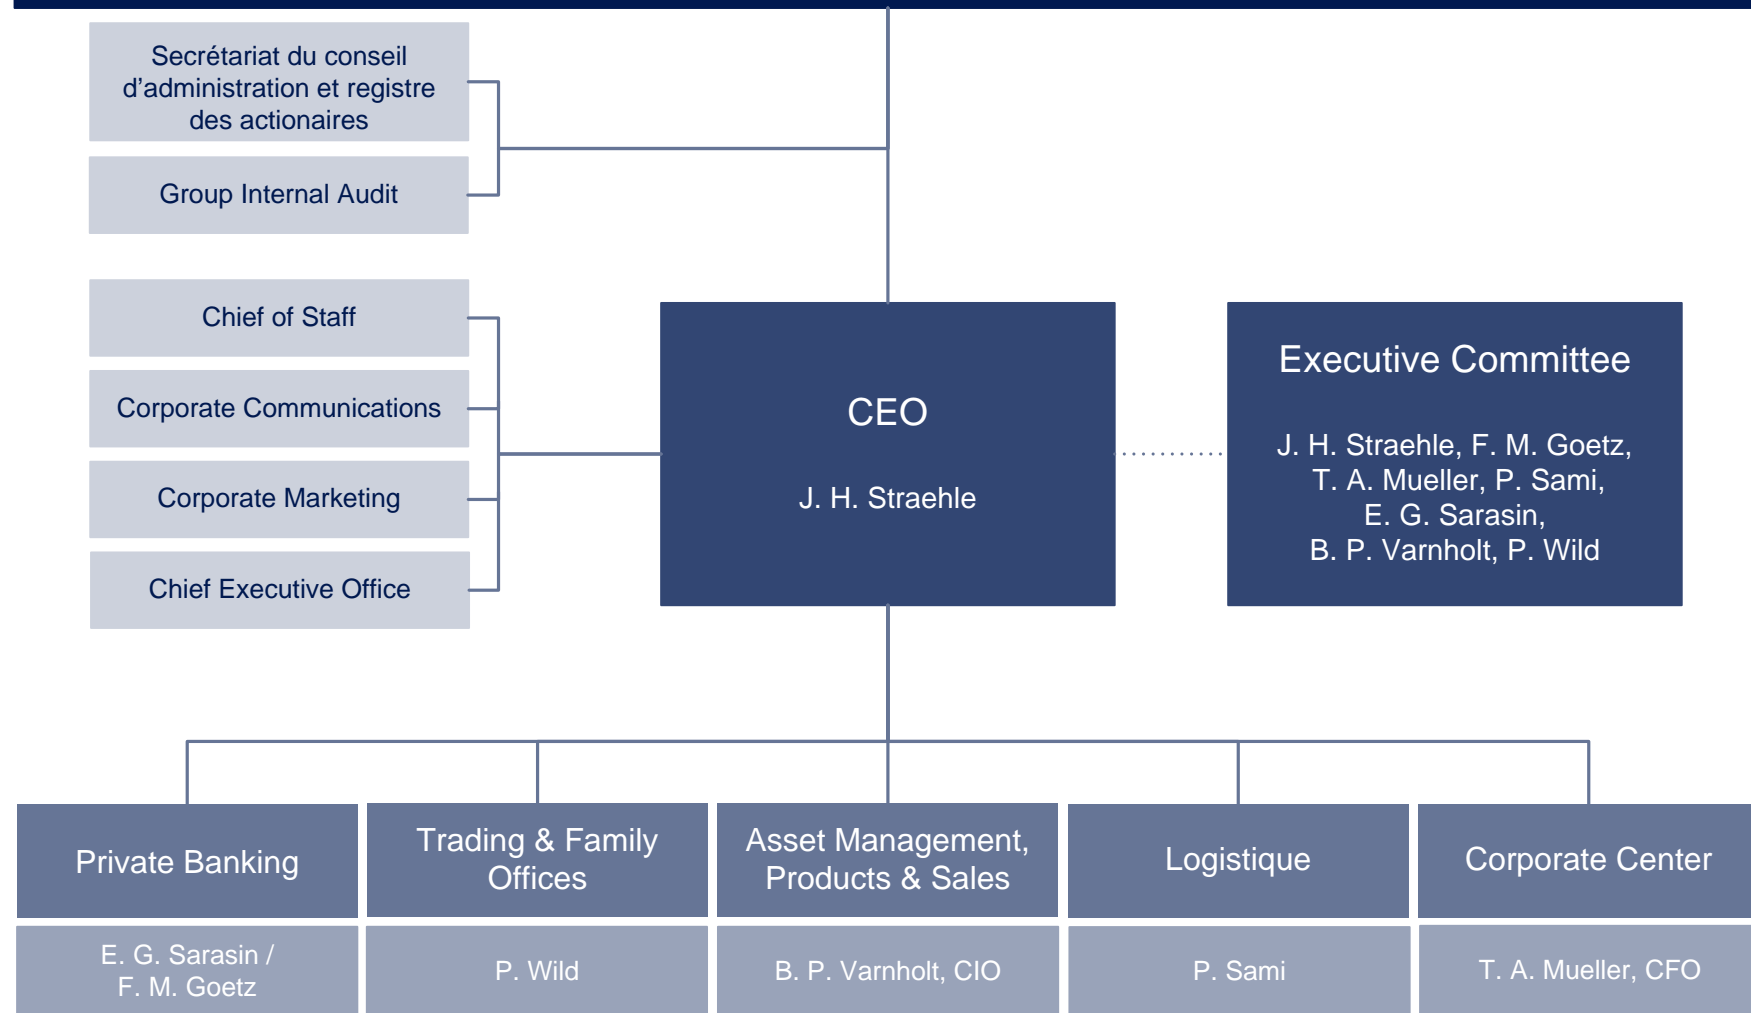 Secrétariat du conseil
d’administration et registre
des actionaires
Group Internal Audit
Chief of Staff
Corporate Communications
Corporate Marketing
Chief Executive Office
CEO
J. H. Straehle
Executive Committee
J. H. Straehle, F. M. Goetz,
T. A. Mueller, P. Sami,
E. G. Sarasin,
B. P. Varnholt, P. Wild
Private Banking
E. G. Sarasin /
F. M. Goetz
Trading & Family
Offices
P. Wild
Asset Management,
Products & Sales
B. P. Varnholt, CIO
Logistique
P. Sami
Corporate Center
T. A. Mueller, CFO